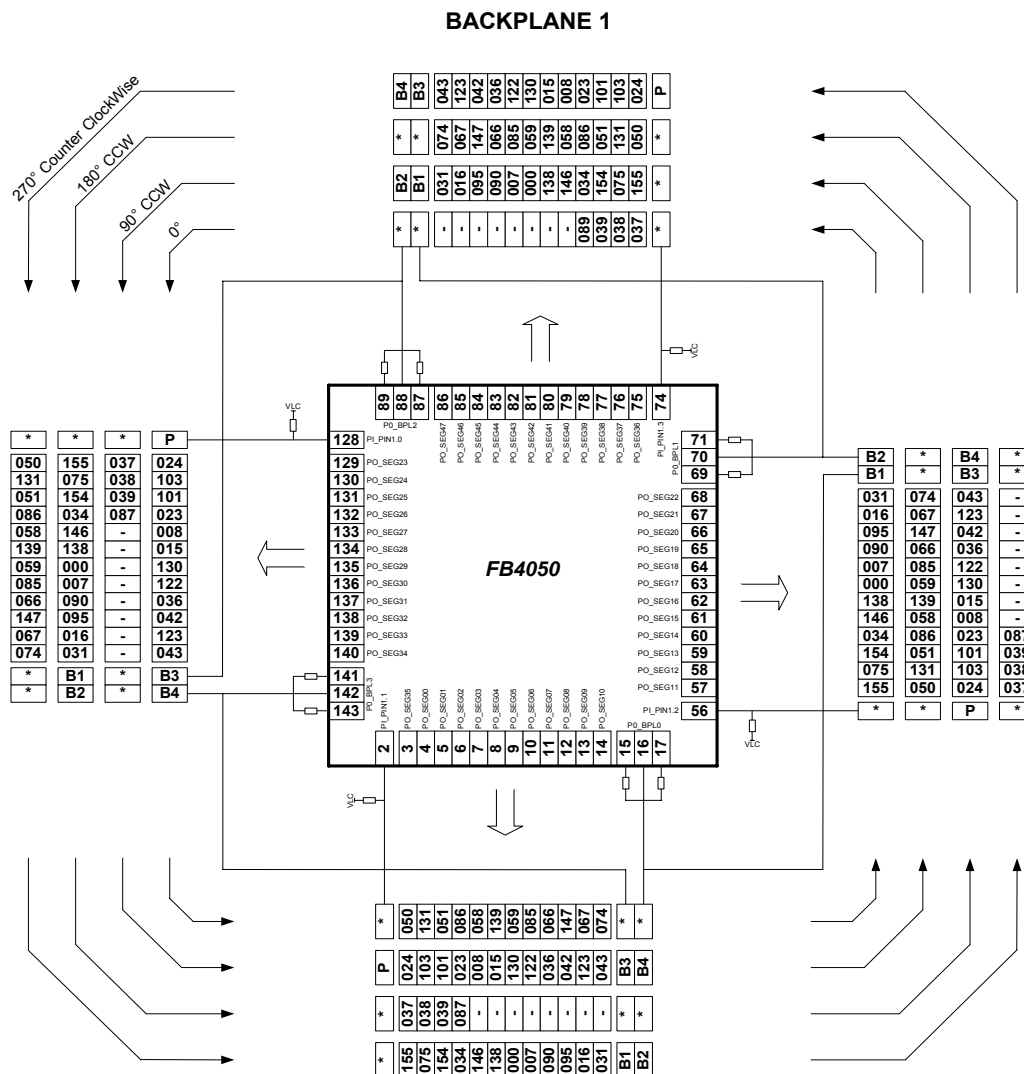 BACKPLANE 1
270° Counter ClockWise
180° CCW
90° CCW
0°
B4 B3 043 123 042 036 122 130 015 008 023 101 103 024 P
* * 074 067 147 066 085 059 139 058 086 051 131 050 *
B2 B1 031 016 095 090 007 000 138 146 034 154 075 155 *
* * - - - - - - - - 089 039 038 037 *
VLC
89 88 87 86 85 84 83 82 81 80 79 78 77 76 75 74
P0_BPL2 PO_SEG47 PO_SEG46 PO_SEG45 PO_SEG44 PO_SEG43 PO_SEG42 PO_SEG41 PO_SEG40 PO_SEG39 PO_SEG38 PO_SEG37 PO_SEG36 PI_PIN1.3
VLC
* * * P
050 155 037 024
131 075 038 103
051 154 039 101
086 034 087 023
058 146 - 008
139 138 - 015
059 000 - 130
085 007 - 122
066 090 - 036
147 095 - 042
067 016 - 123
074 031 - 043
* B1 * B3
* B2 * B4
128 PI_PIN1.0
129 PO_SEG23
130 PO_SEG24
131 PO_SEG25
132 PO_SEG26
133 PO_SEG27
134 PO_SEG28
135 PO_SEG29
136 PO_SEG30
137 PO_SEG31
138 PO_SEG32
139 PO_SEG33
140 PO_SEG34
141
142 P0_BPL3
143
FB4050
71
70 P0_BPL1
69
PO_SEG22 68
PO_SEG21 67
PO_SEG20 66
PO_SEG19 65
PO_SEG18 64
PO_SEG17 63
PO_SEG16 62
PO_SEG15 61
PO_SEG14 60
PO_SEG13 59
PO_SEG12 58
PO_SEG11 57
PI_PIN1.2 56
B2 * B4 *
B1 * B3 *
031 074 043 -
016 067 123 -
095 147 042 -
090 066 036 -
007 085 122 -
000 059 130 -
138 139 015 -
146 058 008 -
034 086 023 087
154 051 101 039
075 131 103 038
155 050 024 037
* * P *
VLC
PI_PIN1.1 PO_SEG35 PO_SEG00 PO_SEG01 PO_SEG02 PO_SEG03 PO_SEG04 PO_SEG05 PO_SEG06 PO_SEG07 PO_SEG08 PO_SEG09 PO_SEG10 P0_BPL0
2 3 4 5 6 7 8 9 10 11 12 13 14 15 16 17
VLC
* 050 131 051 086 058 139 059 085 066 147 067 074 * *
P 024 103 101 023 008 015 130 122 036 042 123 043 B3 B4
* 037 038 039 087 - - - - - - - - * *
* 155 075 154 034 146 138 000 007 090 095 016 031 B1 B2